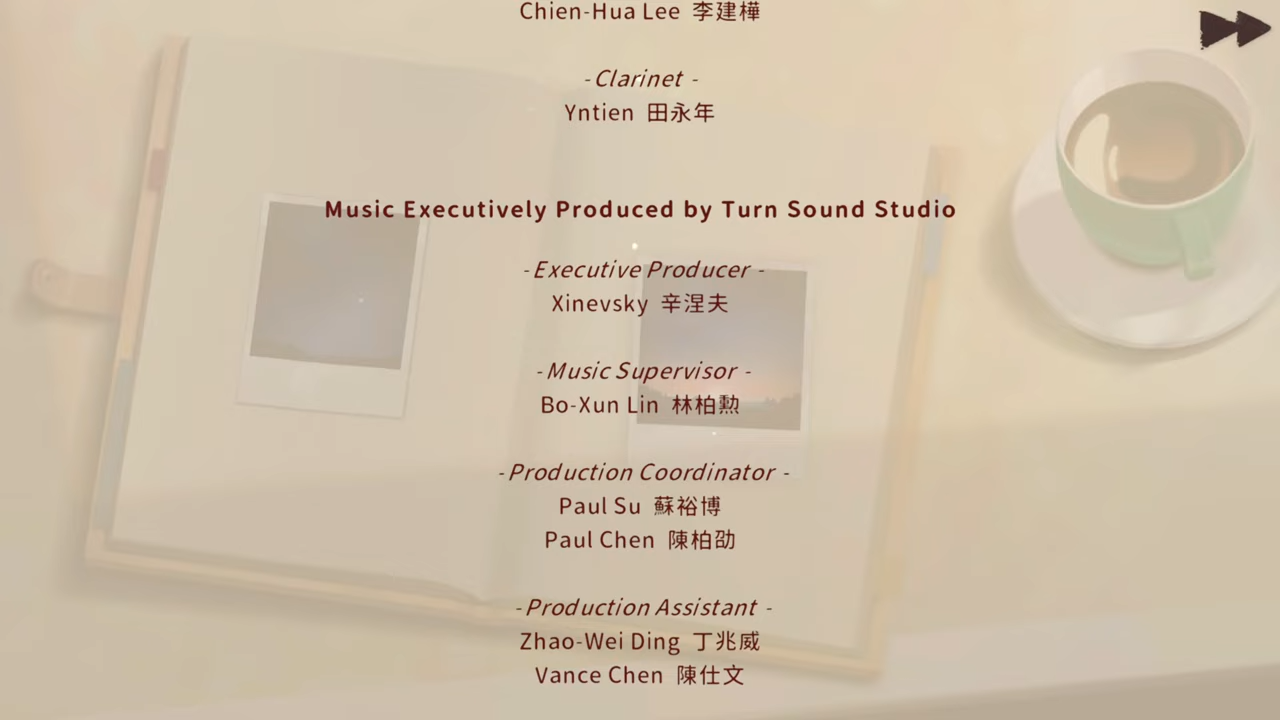 Chien-Hua Lee 李建樺
- Clarinet -
Yntien 田永年
Music Executively Produced by Turn Sound Studio
- Executive Producer -
Xinevsky 辛涅夫
- Music Supervisor -
Bo-Xun Lin 林柏勲
- Production Coordinator -
Paul Su 蘇裕博
Paul Chen 陳柏劭
- Production Assistant -
Zhao-Wei Ding 丁兆威
Vance Chen 陳仕文